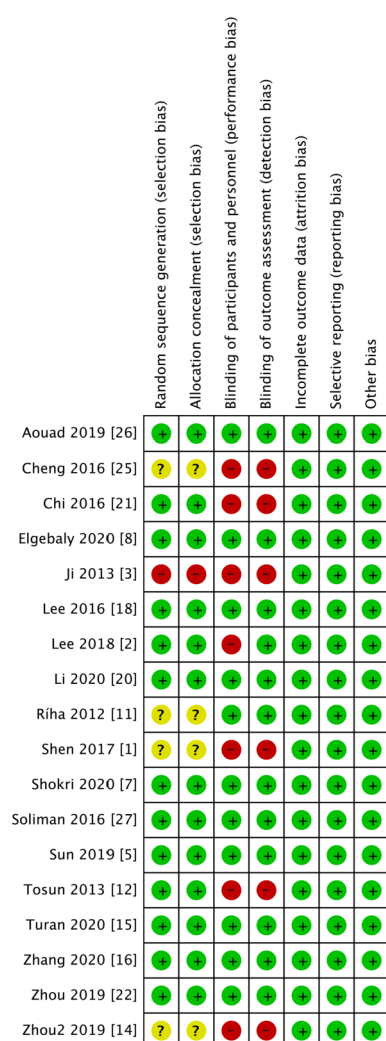 Random sequence generation (selection bias)
Allocation concealment (selection bias)
Blinding of participants and personnel (performance bias)
Blinding of outcome assessment (detection bias)
Incomplete outcome data (attrition bias)
Selective reporting (reporting bias)
Other bias
Aouad 2019 [26] + + + + + + +
Cheng 2016 [25] ? ? – – + + +
Chi 2016 [21] + + – – + + +
Elgebaly 2020 [8] + + + + + + +
Ji 2013 [3] – – – – + + +
Lee 2016 [18] + + + + + + +
Lee 2018 [2] + + – + + + +
Li 2020 [20] + + + + + + +
Ríha 2012 [11] ? ? + + + + +
Shen 2017 [1] ? ? – – + + +
Shokri 2020 [7] + + + + + + +
Soliman 2016 [27] + + + + + + +
Sun 2019 [5] + + + + + + +
Tosun 2013 [12] + + – – + + +
Turan 2020 [15] + + + + + + +
Zhang 2020 [16] + + + + + + +
Zhou 2019 [22] + + + + + + +
Zhou2 2019 [14] ? ? – – + + +